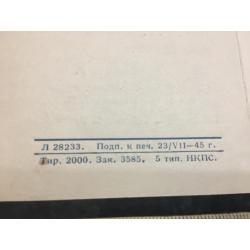 Л 28233. Подп. к печ. 23/VII—45 г.
Тир. 2000. Зак. 3585. 5 тип. НКПС.